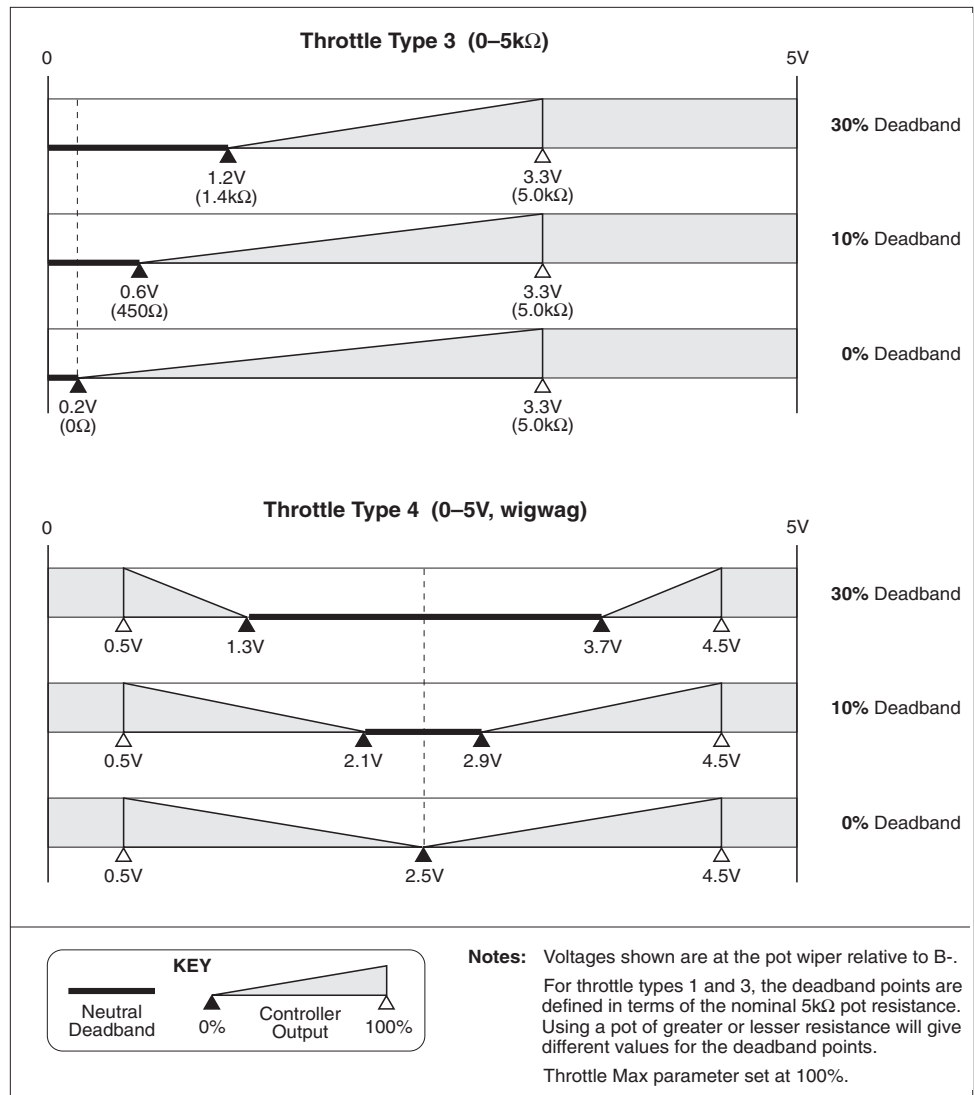 Throttle Type 3 (0–5kΩ)
0
5V
30% Deadband
1.2V
(1.4kΩ)
3.3V
(5.0kΩ)
10% Deadband
0.6V
(450Ω)
3.3V
(5.0kΩ)
0% Deadband
0.2V
(0Ω)
3.3V
(5.0kΩ)
Throttle Type 4 (0–5V, wigwag)
0
5V
30% Deadband
0.5V
1.3V
3.7V
4.5V
10% Deadband
0.5V
2.1V
2.9V
4.5V
0% Deadband
0.5V
2.5V
4.5V
KEY
Neutral
Deadband
0%
Controller
Output
100%
Notes: Voltages shown are at the pot wiper relative to B-.
For throttle types 1 and 3, the deadband points are
defined in terms of the nominal 5kΩ pot resistance.
Using a pot of greater or lesser resistance will give
different values for the deadband points.
Throttle Max parameter set at 100%.